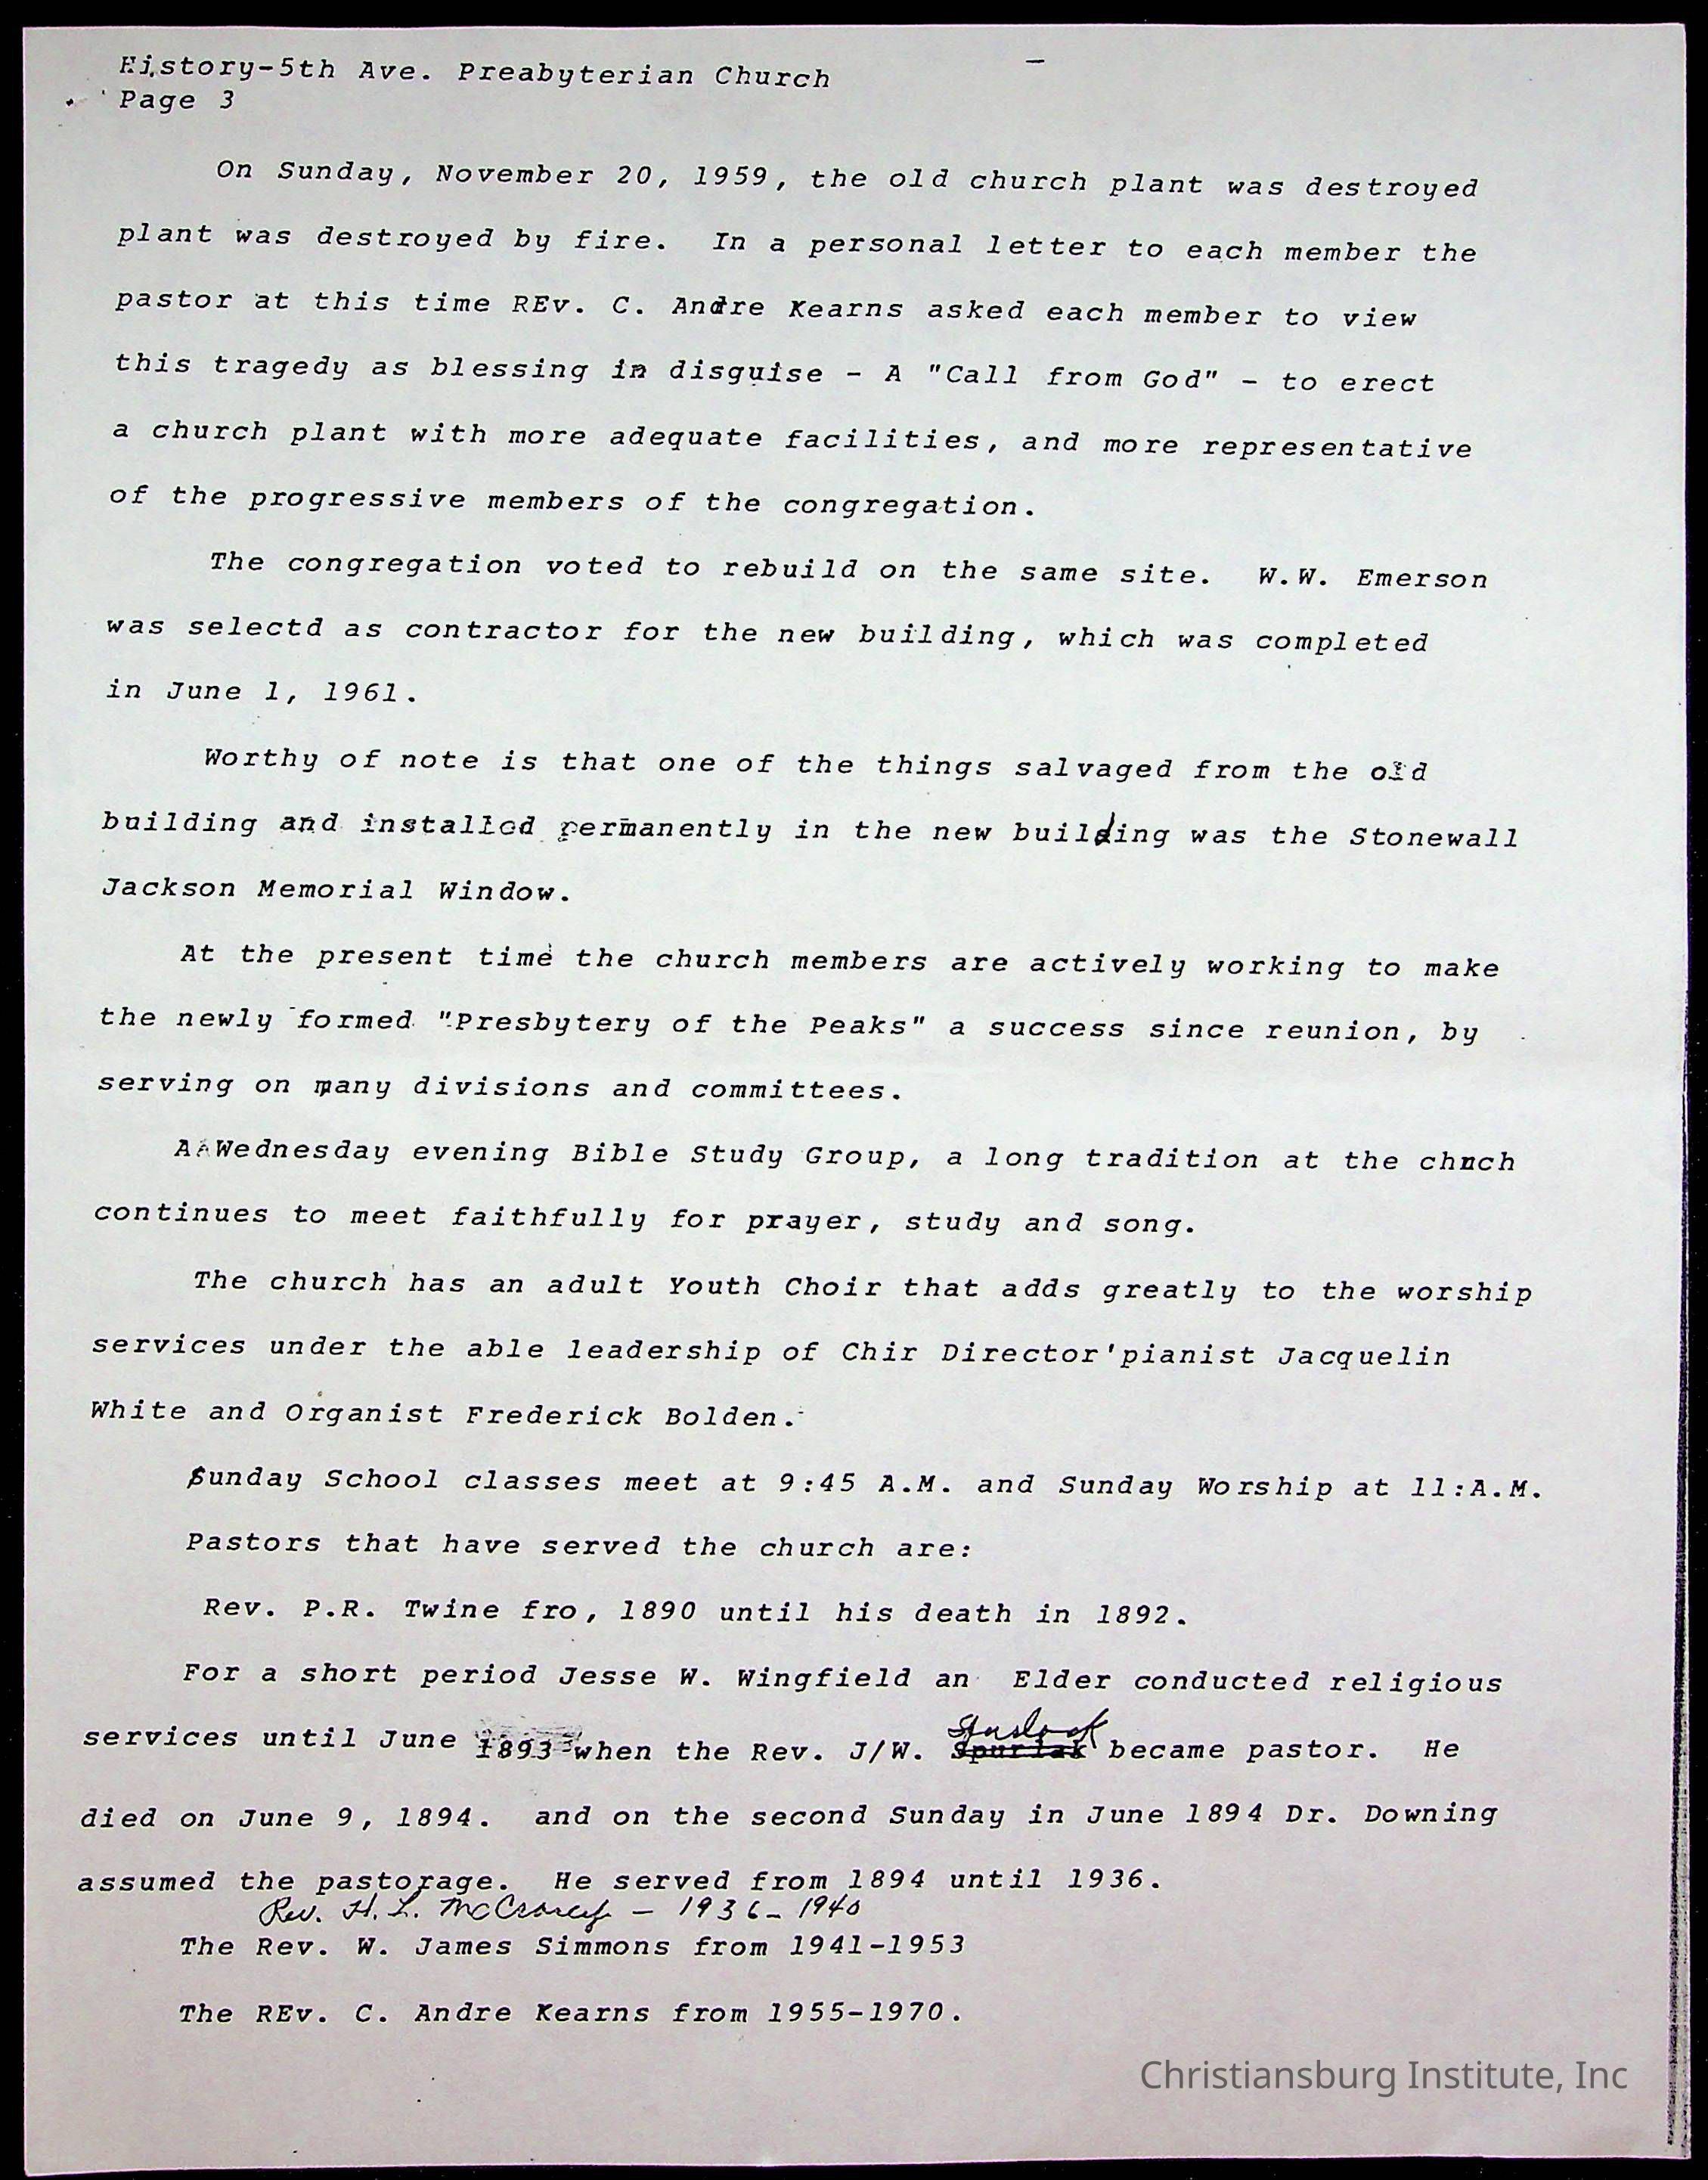 History-5th Ave. Preabyterian Church
Page 3
On Sunday, November 20, 1959, the old church plant was destroyed
plant was destroyed by fire. In a personal letter to each member the
pastor at this time REv. C. Andre Kearns asked each member to view
this tragedy as blessing in disguise - A "Call from God" - to erect
a church plant with more adequate facilities, and more representative
of the progressive members of the congregation.
The congregation voted to rebuild on the same site. W.W. Emerson
was selectd as contractor for the new building, which was completed
in June 1, 1961.
Worthy of note is that one of the things salvaged from the old
building and installed permanently in the new building was the Stonewall
Jackson Memorial Window.
At the present time the church members are actively working to make
the newly formed "Presbytery of the Peaks" a success since reunion, by
serving on many divisions and committees.
A Wednesday evening Bible Study Group, a long tradition at the chnch
continues to meet faithfully for prayer, study and song.
The church has an adult Youth Choir that adds greatly to the worship
services under the able leadership of Chir Director'pianist Jacquelin
White and Organist Frederick Bolden.
Sunday School classes meet at 9:45 A.M. and Sunday Worship at 11:A.M.
Pastors that have served the church are:
Rev. P.R. Twine fro, 1890 until his death in 1892.
For a short period Jesse W. Wingfield an Elder conducted religious
services until June 1893 when the Rev. J/W. Spurlak became pastor. He
died on June 9, 1894. and on the second Sunday in June 1894 Dr. Downing
assumed the pastorage. He served from 1894 until 1936.
Rev. H. L. McCrorey - 1936-1940
The Rev. W. James Simmons from 1941-1953
The REv. C. Andre Kearns from 1955-1970.
Christiansburg Institute, Inc